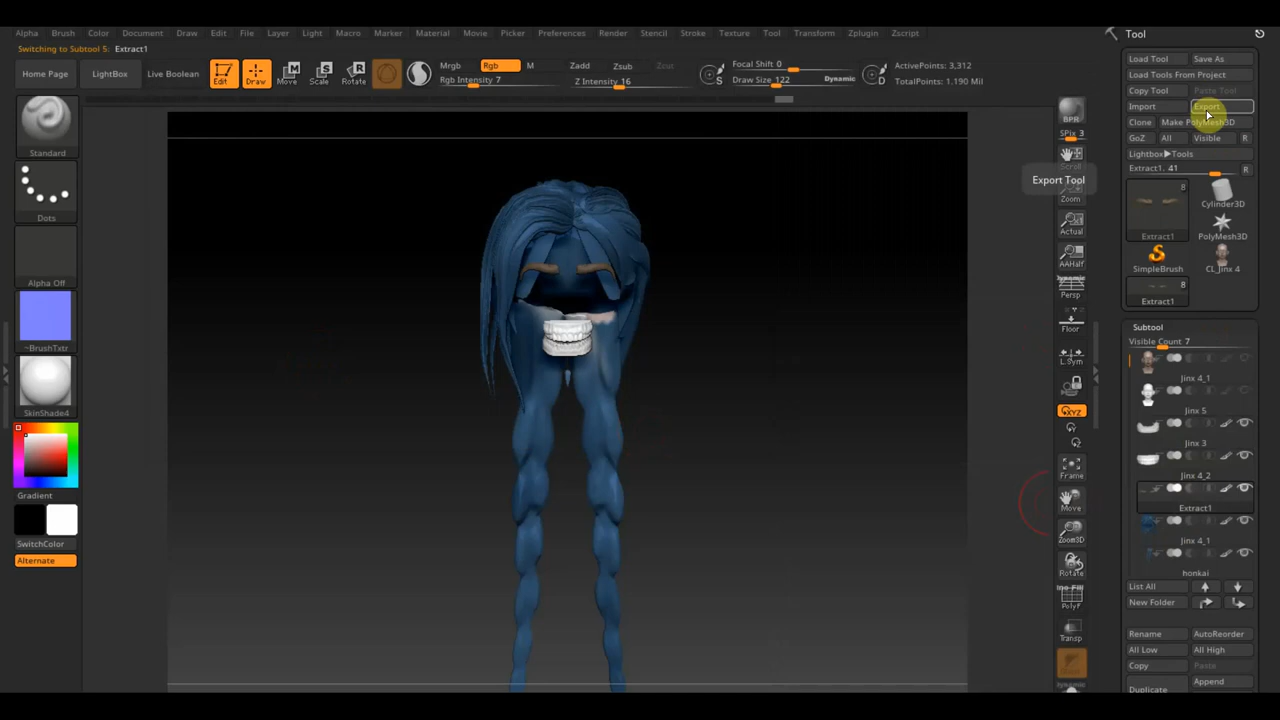 Alpha Brush Color Document Draw Edit File Layer Light Macro Marker Material Movie Picker Preferences Render Stencil Stroke Texture Tool Transform Zplugin Zscript
Tool
Switching to Subtool 5: Extract1
Home Page
LightBox
Live Boolean
Edit
Draw
Move
Scale
Rotate
Mrgb Rgb M
Rgb Intensity 7
Zadd Zsub Zcut
Z Intensity 16
Focal Shift 0
Draw Size 122 Dynamic
ActivePoints: 3,312
TotalPoints: 1.190 Mil
Load Tool Save As
Load Tools From Project
Copy Tool Paste Tool
Import Export
Clone Make PolyMesh3D
GoZ All Visible R
Lightbox▶Tools
Extract1. 41 R
8
Cylinder3D
Extract1
PolyMesh3D
SimpleBrush
CL_Jinx 4
8
Extract1
Standard
Dots
Alpha Off
~BrushTxtr
SkinShade4
Gradient
SwitchColor
Alternate
BPR
SPix 3
Scroll
Export Tool
Zoom
Actual
AAHalf
Persp
Floor
L.Sym
XYZ
Frame
Move
Zoom3D
Rotate
PolyF
Transp
Dynamic
Subtool
Visible Count 7
Jinx 4_1
Jinx 5
Jinx 3
Jinx 4_2
Extract1
Jinx 4_1
honkai
List All
New Folder
Rename AutoReorder
All Low All High
Copy Paste
Append
Duplicate